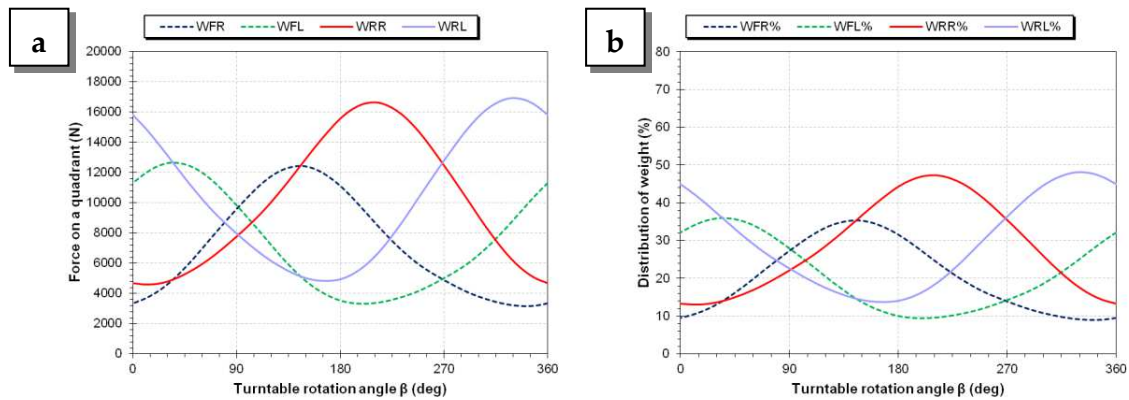 a
WFR WFL WRR WRL
20000
18000
16000
14000
12000
10000
8000
6000
4000
2000
0
0 90 180 270 360
Force on a quadrant (N)
Turntable rotation angle β (deg)
b
WFR% WFL% WRR% WRL%
80
70
60
50
40
30
20
10
0
0 90 180 270 360
Distribution of weight (%)
Turntable rotation angle β (deg)